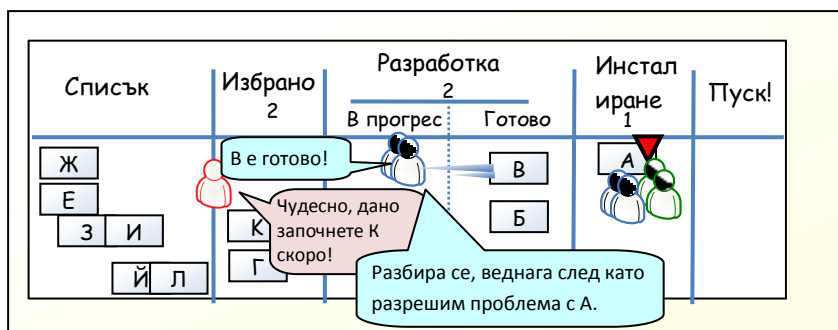 Списък
Избрано
2
Разработка
2
В прогрес
Готово
Инстал
иране
1
Пуск!
Ж
Е
З
И
Й
Л
В е готово!
Чудесно, дано
започнете К
скоро!
К
Г
В
Б
А
Разбира се, веднага след като
разрешим проблема с А.